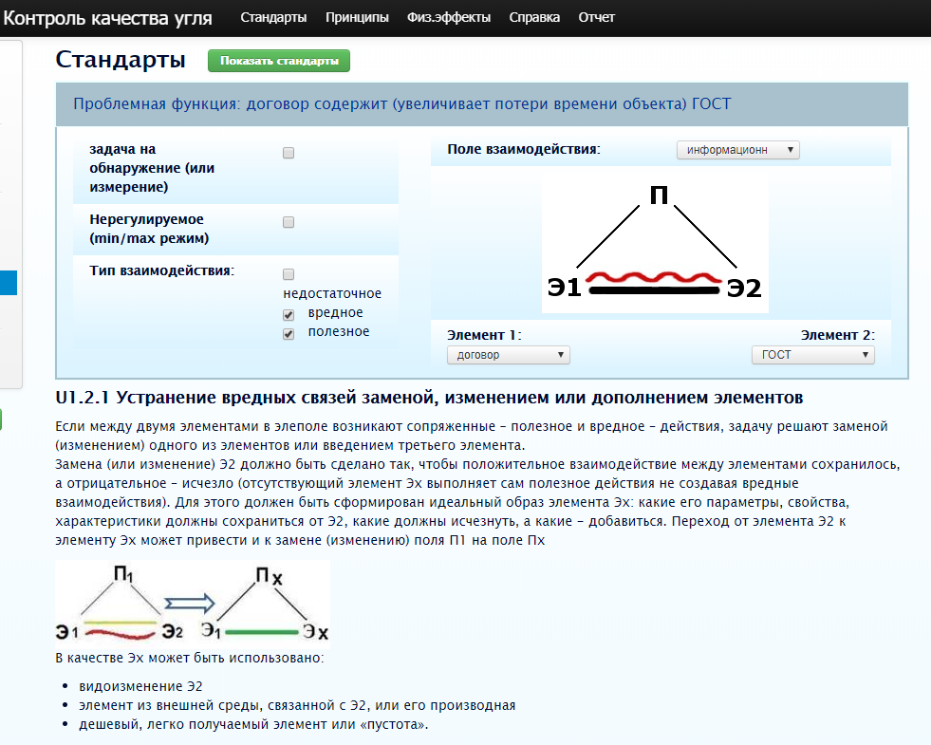 Контроль качества угля Стандарты Принципы Физ.эффекты Справка Отчет
Стандарты Показать стандарты
Проблемная функция: договор содержит (увеличивает потери времени объекта) ГОСТ
задача на
обнаружение (или
измерение)
Нерегулируемое
(min/max режим)
Тип взаимодействия:
недостаточное
вредное
полезное
Поле взаимодействия: информационн
П
Э1 Э2
Элемент 1: Элемент 2:
договор ГОСТ
U1.2.1 Устранение вредных связей заменой, изменением или дополнением элементов
Если между двумя элементами в элеполе возникают сопряженные – полезное и вредное – действия, задачу решают заменой
(изменением) одного из элементов или введением третьего элемента.
Замена (или изменение) Э2 должно быть сделано так, чтобы положительное взаимодействие между элементами сохранилось,
а отрицательное – исчезло (отсутствующий элемент Эх выполняет сам полезное действия не создавая вредные
взаимодействия). Для этого должен быть сформирован идеальный образ элемента Эх: какие его параметры, свойства,
характеристики должны сохраниться от Э2, какие должны исчезнуть, а какие – добавиться. Переход от элемента Э2 к
элементу Эх может привести и к замене (изменению) поля П1 на поле Пх
П1 Пх
Э1 Э2 Э1 Эх
В качестве Эх может быть использовано:
• видоизменение Э2
• элемент из внешней среды, связанной с Э2, или его производная
• дешевый, легко получаемый элемент или «пустота».